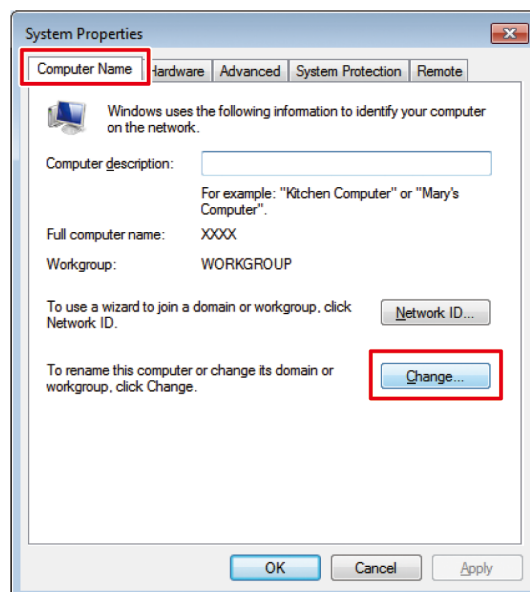 System Properties
Computer Name
Hardware
Advanced
System Protection
Remote
Windows uses the following information to identify your computer
on the network.
Computer description:
For example: "Kitchen Computer" or "Mary's
Computer".
Full computer name: XXXX
Workgroup: WORKGROUP
To use a wizard to join a domain or workgroup, click
Network ID.
Network ID...
To rename this computer or change its domain or
workgroup, click Change.
Change...
OK
Cancel
Apply